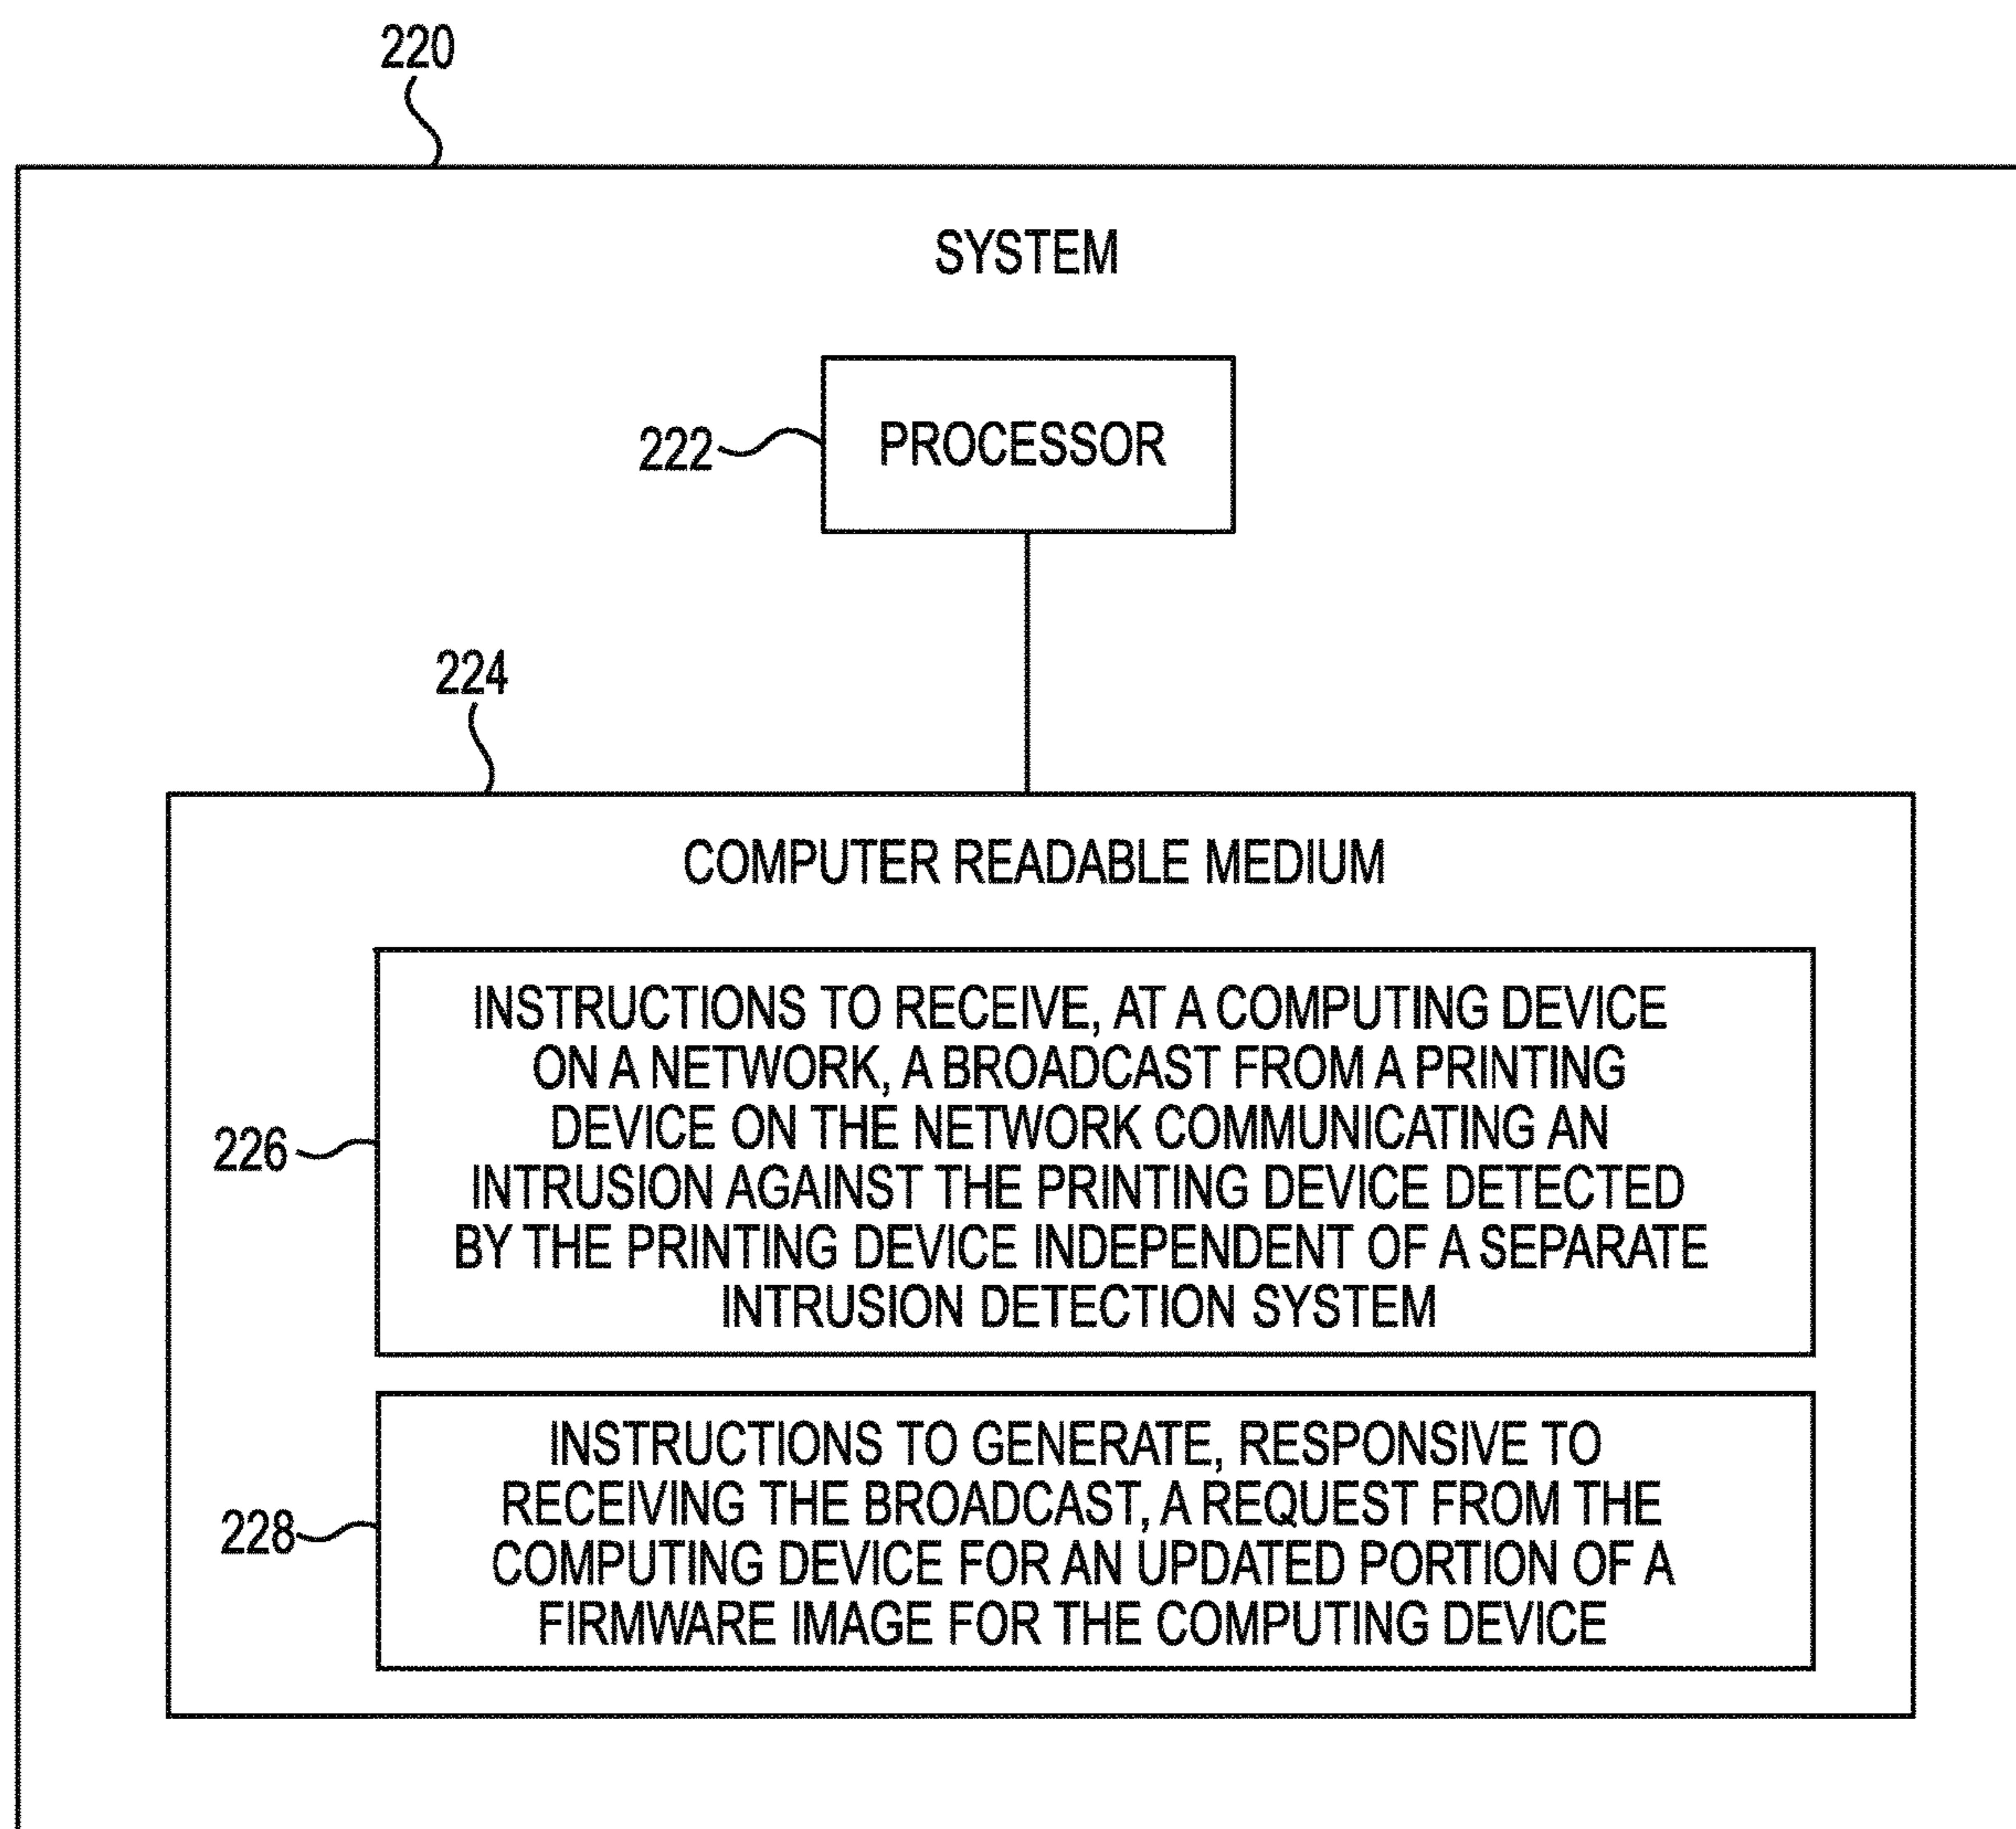 220
SYSTEM
222
PROCESSOR
224
COMPUTER READABLE MEDIUM
226
INSTRUCTIONS TO RECEIVE, AT A COMPUTING DEVICE
ON A NETWORK, A BROADCAST FROM A PRINTING
DEVICE ON THE NETWORK COMMUNICATING AN
INTRUSION AGAINST THE PRINTING DEVICE DETECTED
BY THE PRINTING DEVICE INDEPENDENT OF A SEPARATE
INTRUSION DETECTION SYSTEM
228
INSTRUCTIONS TO GENERATE, RESPONSIVE TO
RECEIVING THE BROADCAST, A REQUEST FROM THE
COMPUTING DEVICE FOR AN UPDATED PORTION OF A
FIRMWARE IMAGE FOR THE COMPUTING DEVICE